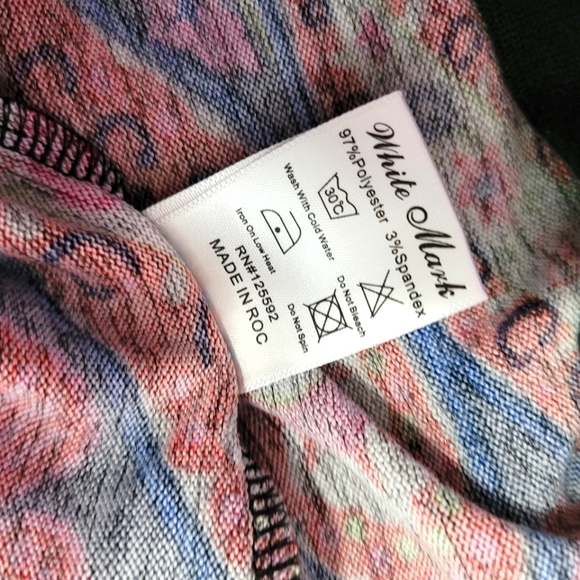 White Mark
97%Polyester 3%Spandex
30℃
Wash With Cold Water
Do Not Bleach
Iron On Low Heat
Do Not Spin
RN#125592
MADE IN ROC